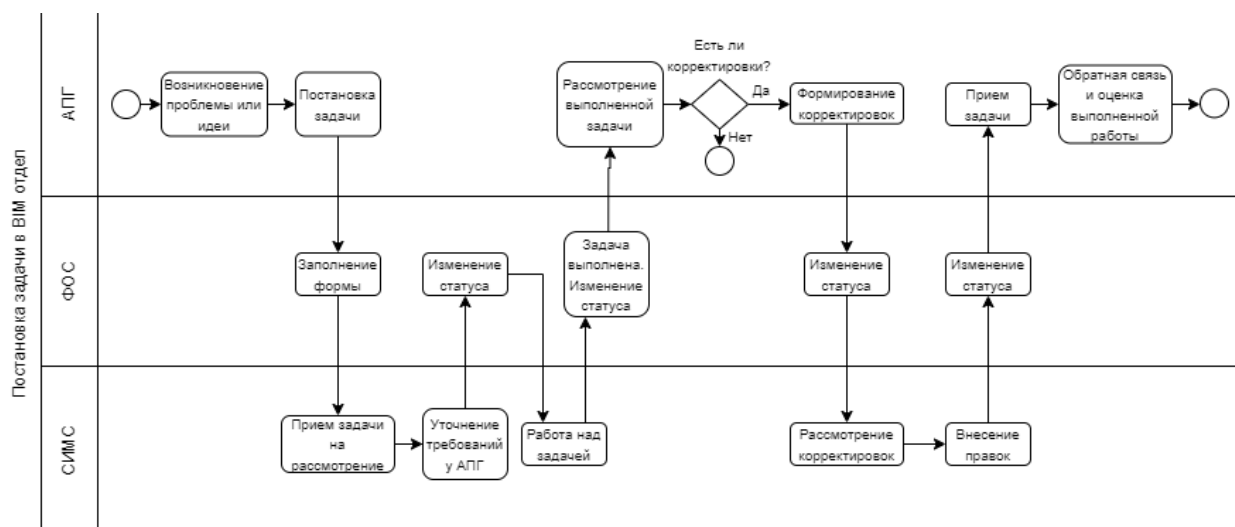 Постановка задачи в BIM отдел
АПГ
Возникновение
проблемы или
идеи
Постановка
задачи
Рассмотрение
выполненной
задачи
Есть ли
корректировки?
Да
Нет
Формирование
корректировок
Прием
задачи
Обратная связь
и оценка
выполненной
работы
ФОС
Заполнение
формы
Изменение
статуса
Задача
выполнена.
Изменение
статуса
Изменение
статуса
Изменение
статуса
СИМС
Прием задачи
на
рассмотрение
Уточнение
требований
у АПГ
Работа над
задачей
Рассмотрение
корректировок
Внесение
правок